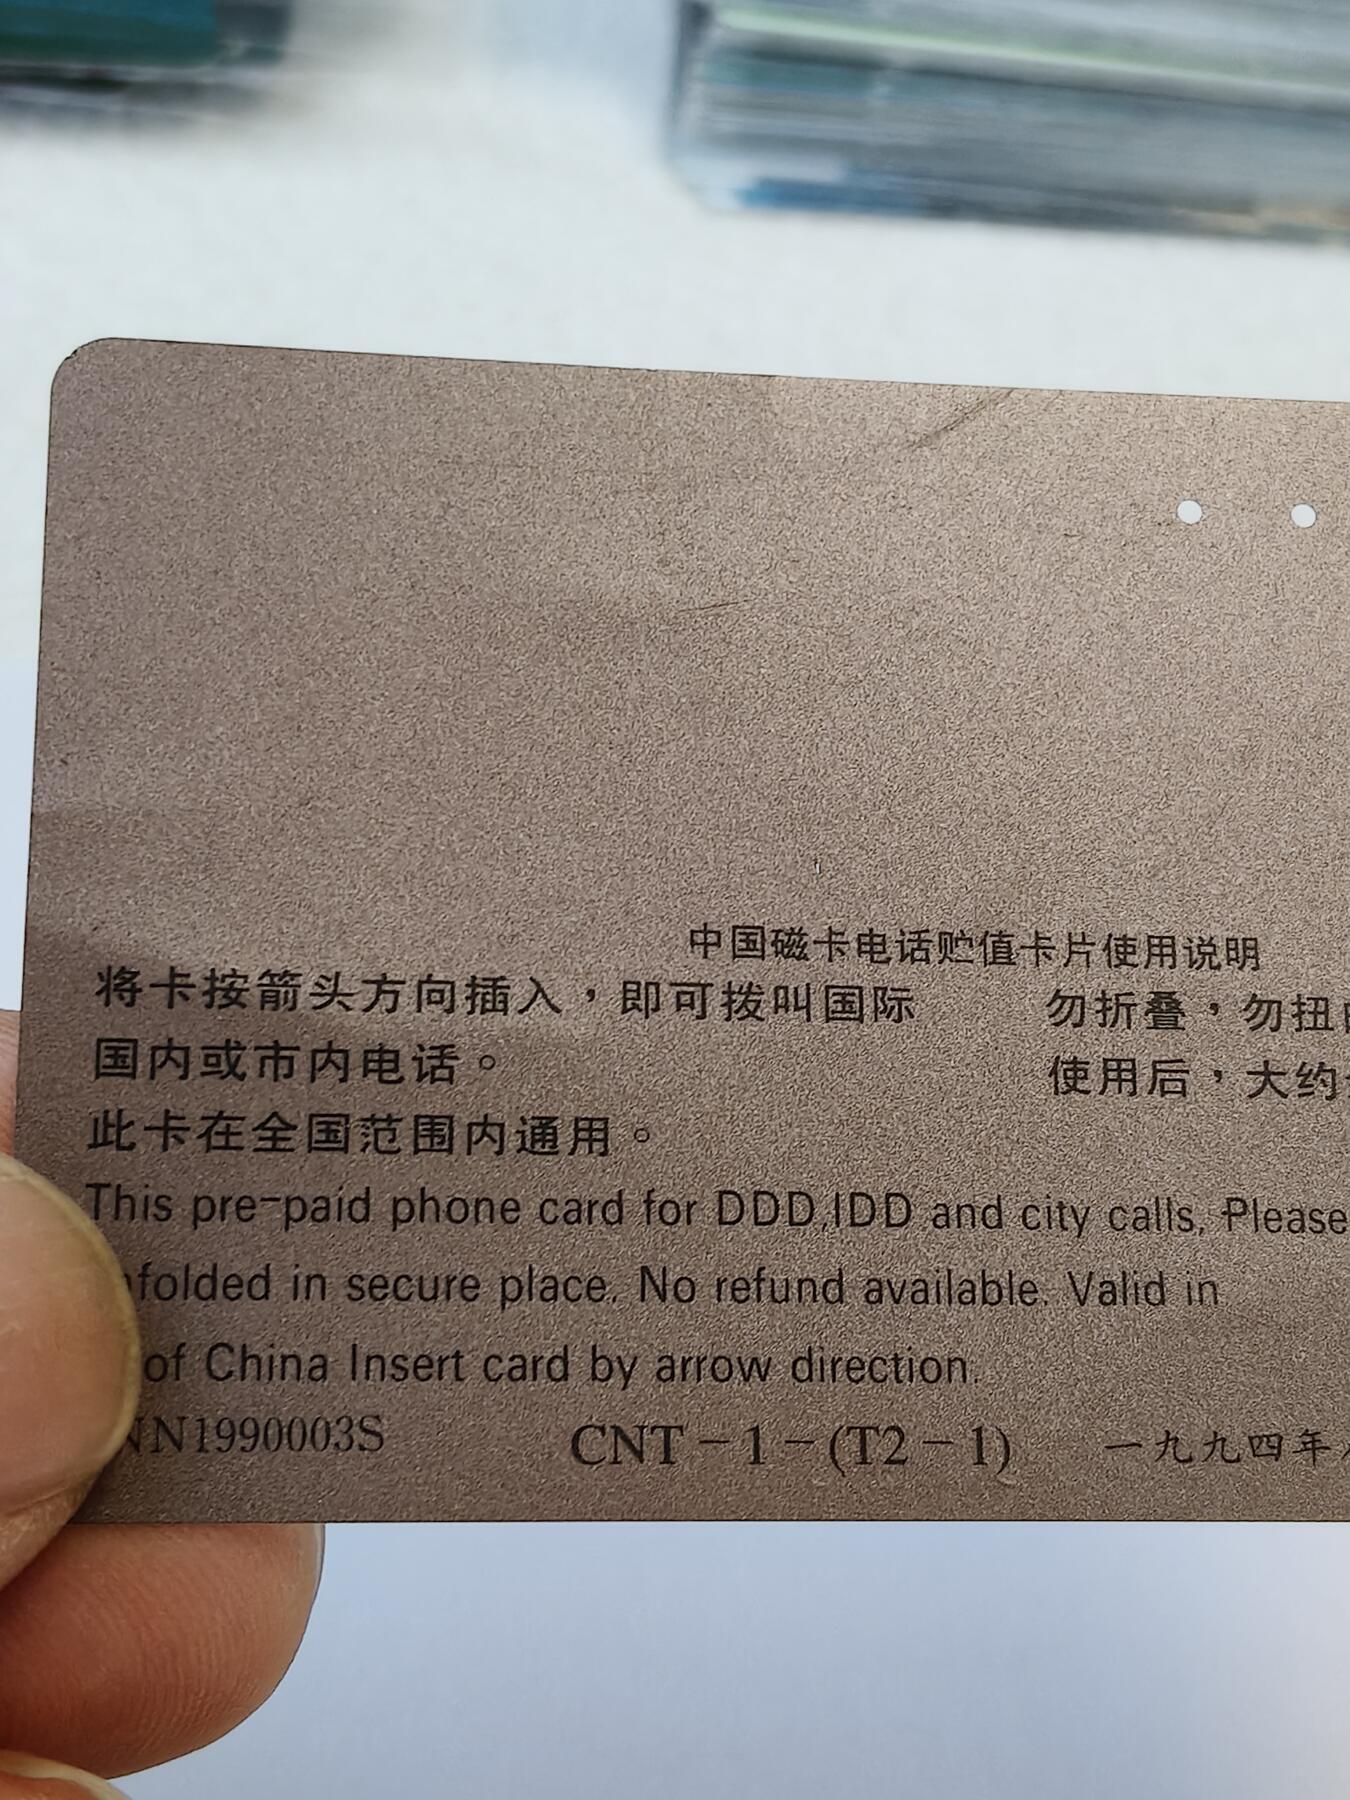 中国磁卡电话贮值卡片使用说明
将卡按箭头方向插入，即可拨叫国际
国内或市内电话。
此卡在全国范围内通用。
勿折叠，勿扭
使用后，大约
This pre-paid phone card for DDD,IDD and city calls, Please
nfolded in secure place. No refund available. Valid in
of China Insert card by arrow direction.
NN1990003S CNT-1-(T2-1) 一九九四年